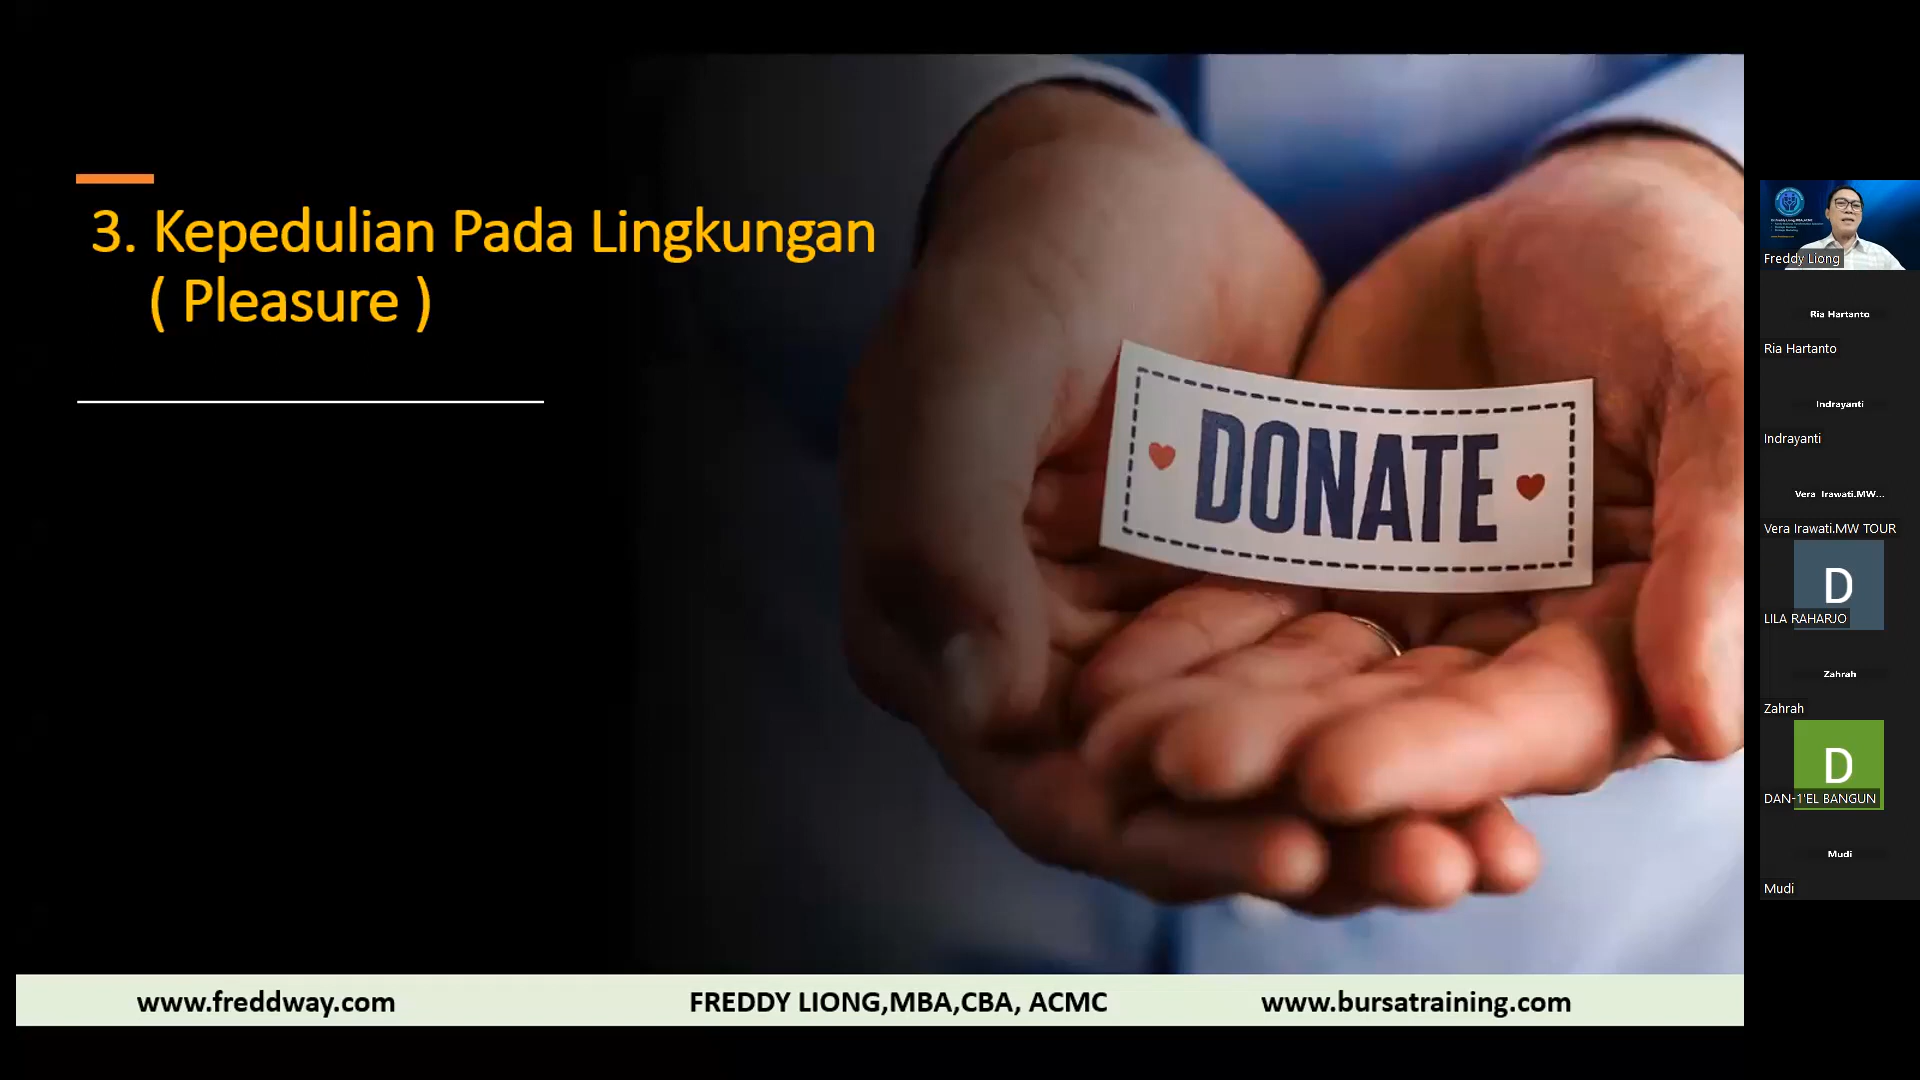 3. Kepedulian Pada Lingkungan
( Pleasure )
DONATE
www.freddway.com
FREDDY LIONG,MBA,CBA, ACMC
www.bursatraining.com
Freddy Liong
Ria Hartanto
Ria Hartanto
Indrayanti
Indrayanti
Vera Irawati.MW...
Vera Irawati.MW TOUR
D
LILA RAHARJO
Zahrah
Zahrah
D
DAN-1'EL BANGUN
Mudi
Mudi